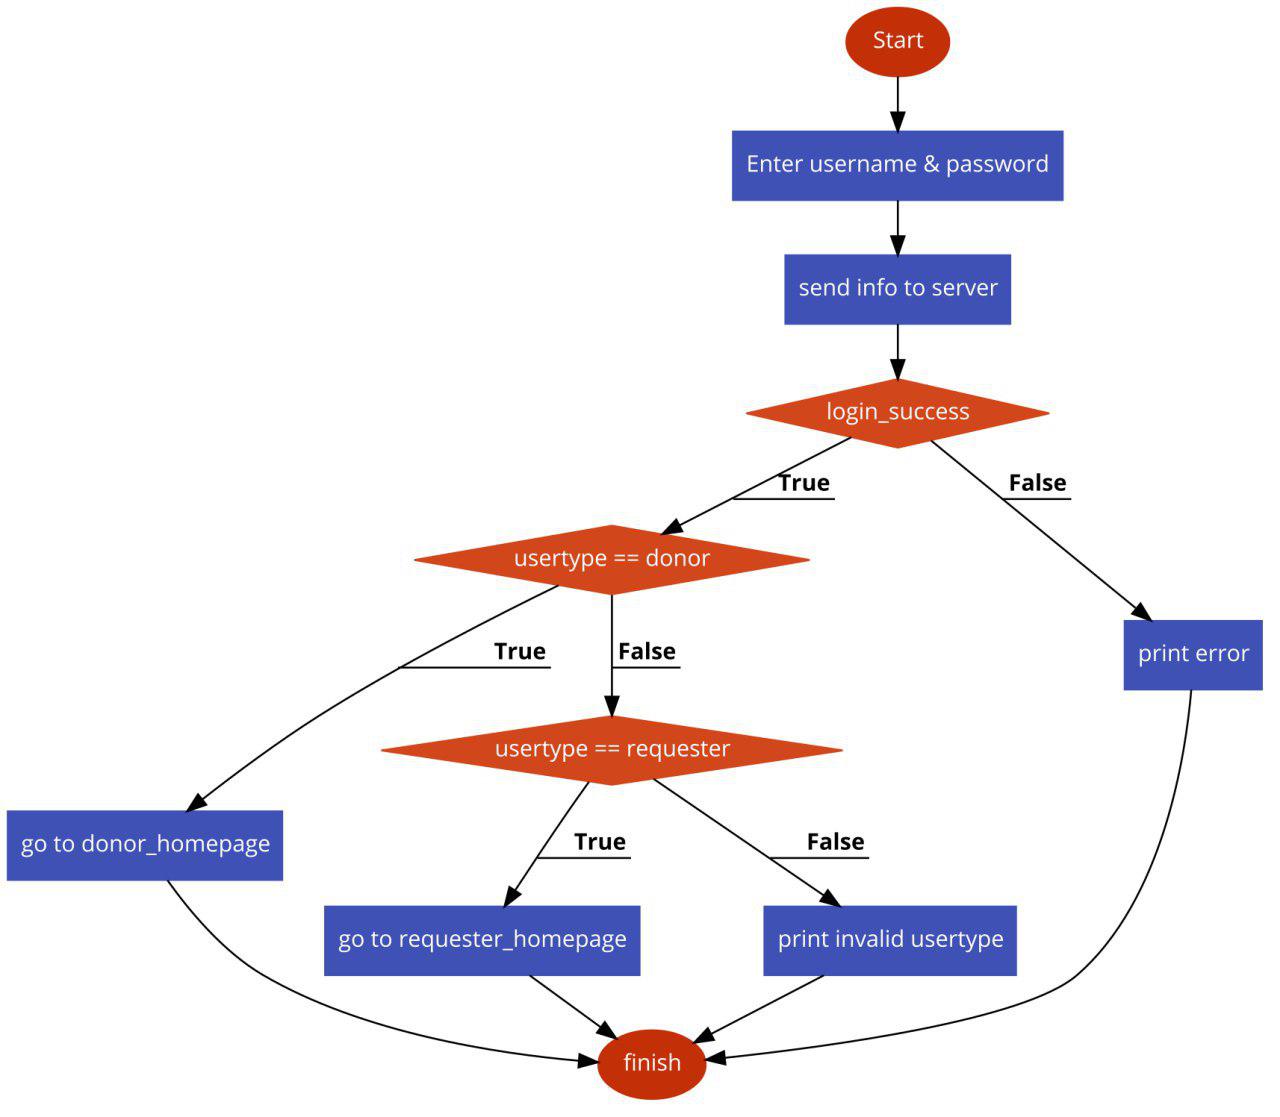 Start
Enter username & password
send info to server
login_success
True
False
usertype == donor
True
False
print error
usertype == requester
go to donor_homepage
True
False
go to requester_homepage
print invalid usertype
finish